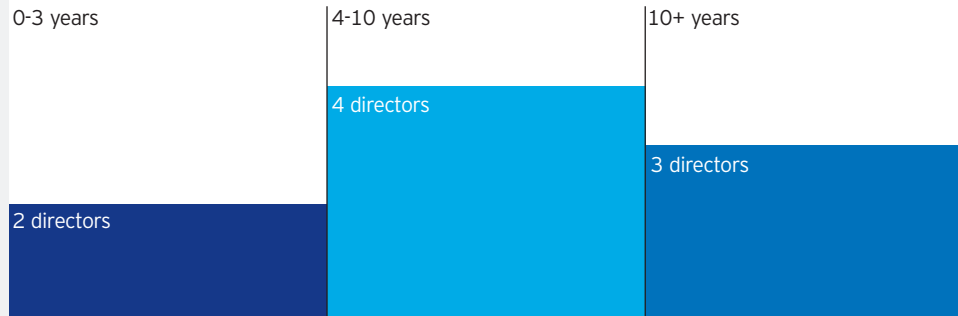 0-3 years
4-10 years
10+ years
4 directors
3 directors
2 directors